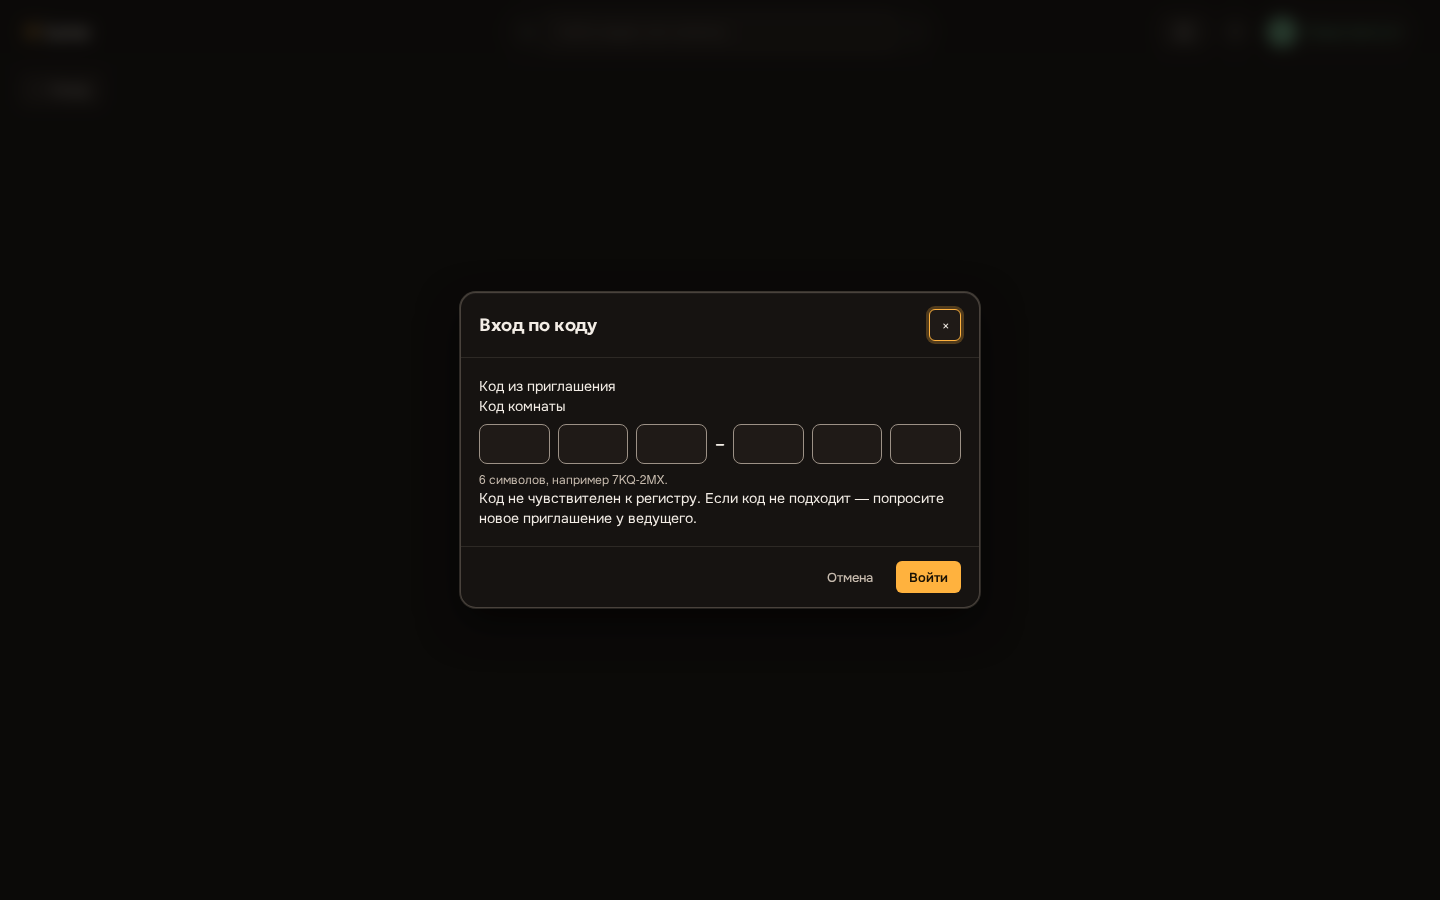 Вход по коду
×
Код из приглашения
Код комнаты
–
6 символов, например 7KQ-2MX.
Код не чувствителен к регистру. Если код не подходит — попросите
новое приглашение у ведущего.
Отмена
Войти